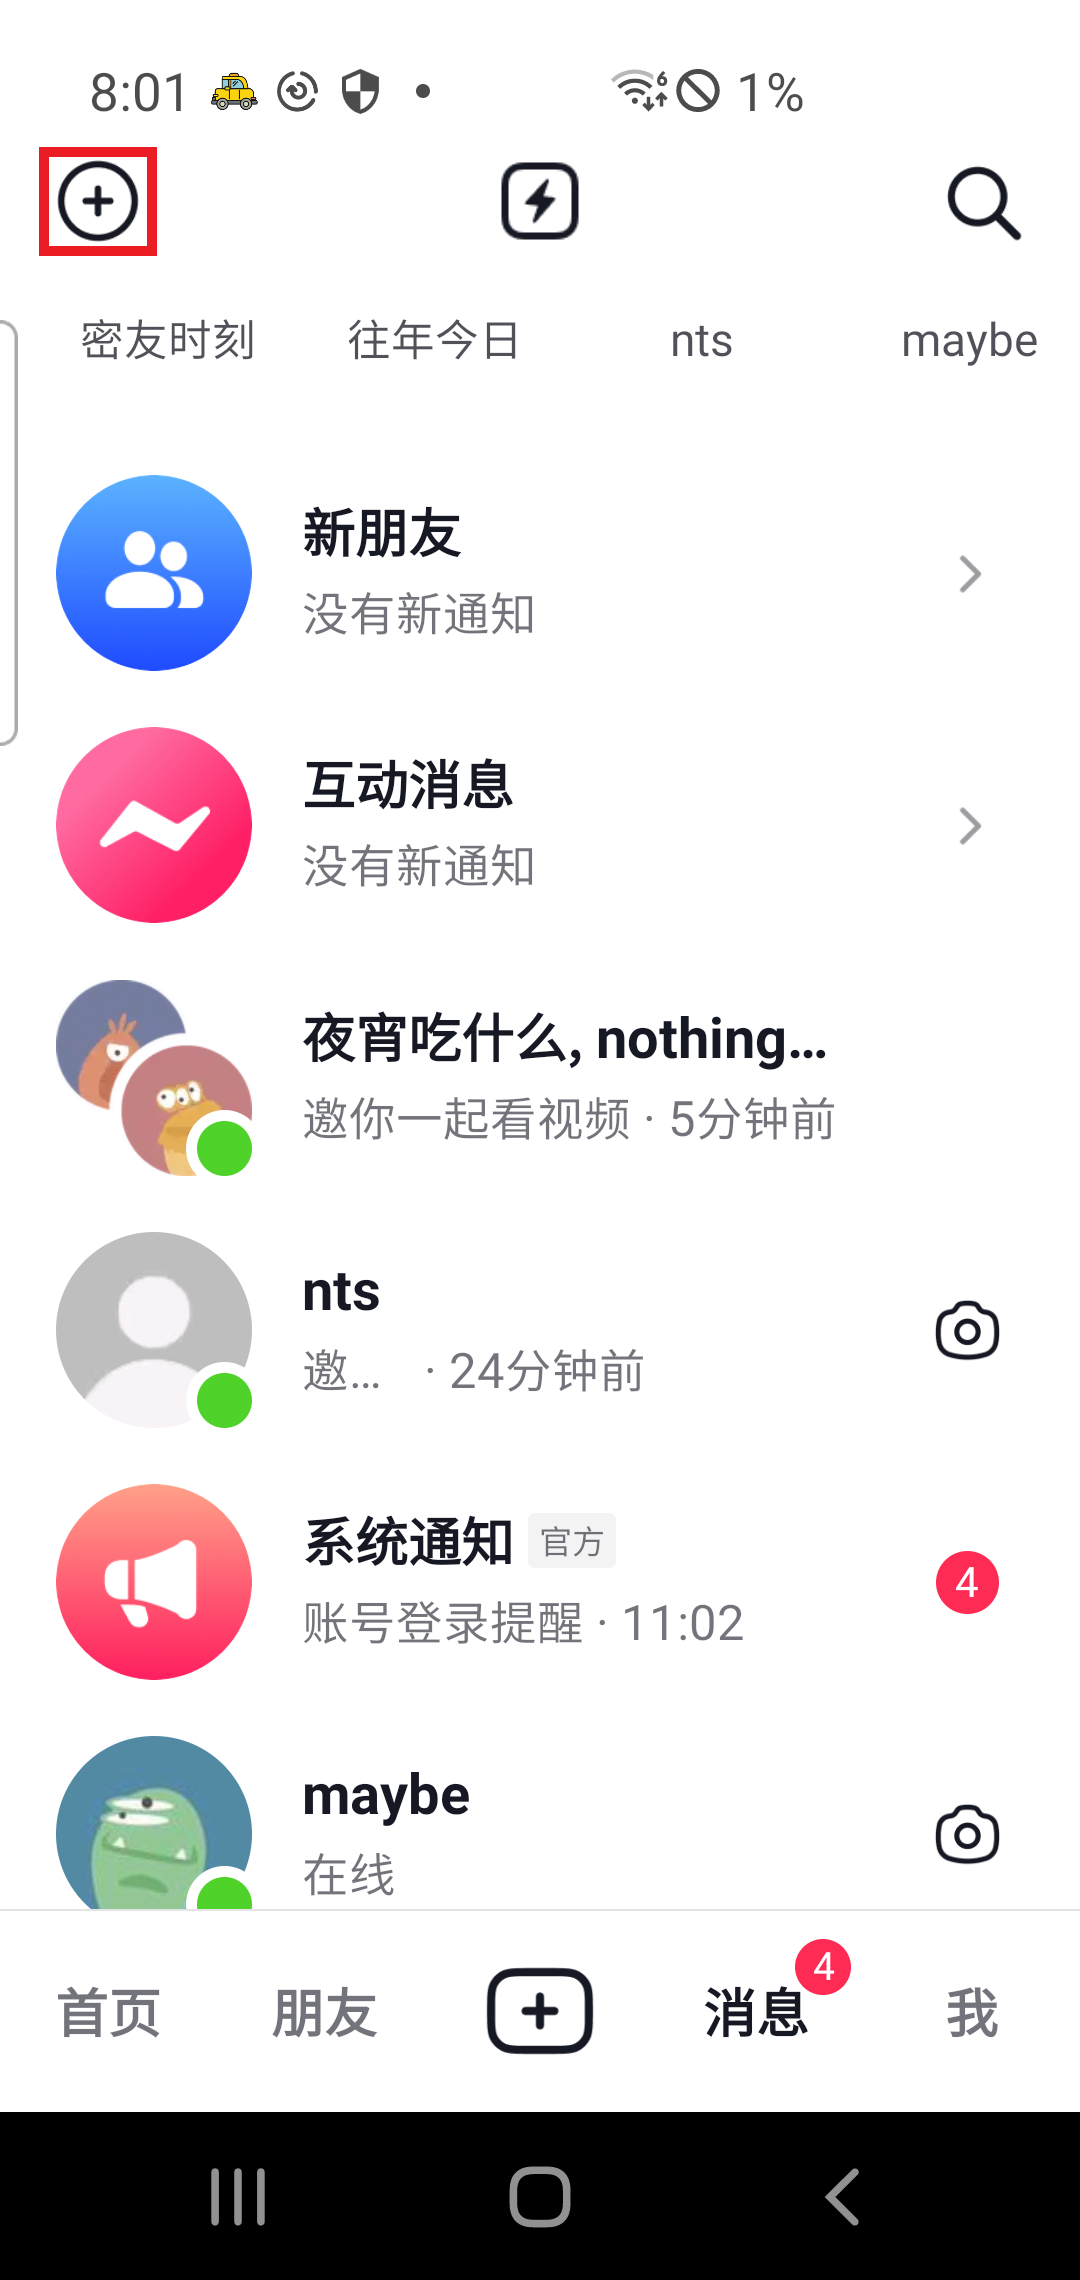 8:01 6 1%
密友时刻 往年今日 nts maybe
新朋友
没有新通知
互动消息
没有新通知
夜宵吃什么, nothing...
邀你一起看视频 · 5分钟前
nts
邀... · 24分钟前
系统通知 官方
账号登录提醒 · 11:02
4
maybe
在线
首页 朋友 消息 4 我